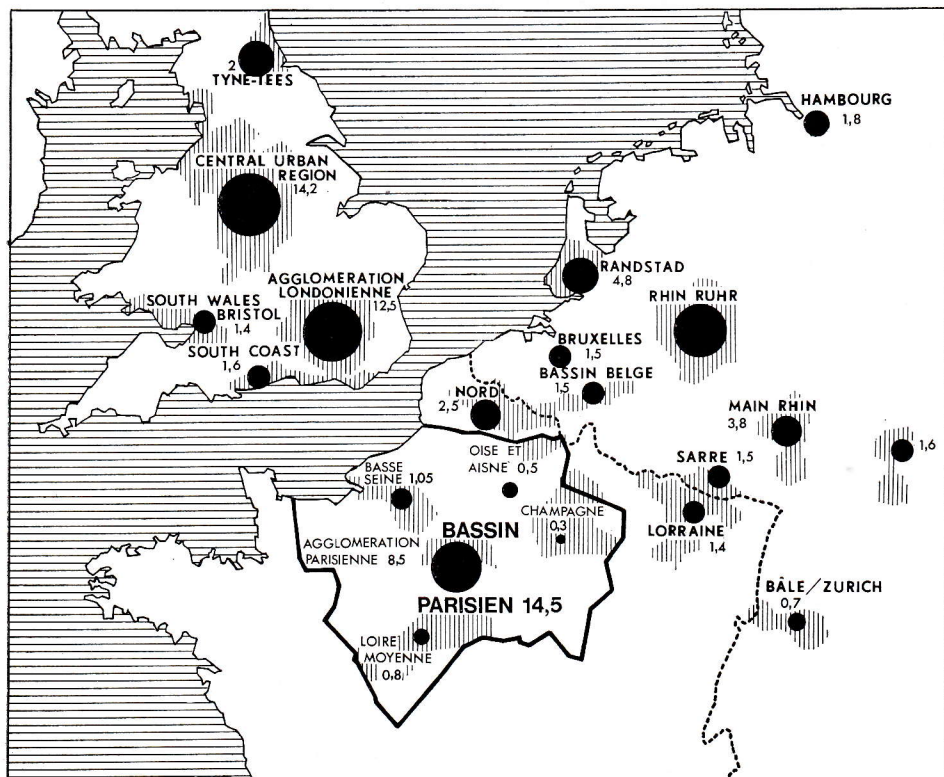 2
TYNE-TEES
HAMBOURG
1,8
CENTRAL URBAN
REGION
14,2
RANDSTAD
4,8
AGGLOMERATION
LONDONIENNE
12,5
RHIN RUHR
SOUTH WALES
BRISTOL
1,4
SOUTH COAST
1,6
BRUXELLES
1,5
BASSIN BELGE
1,5
NORD
2,5
MAIN RHIN
3,8
1,6
OISE ET
AISNE 0,5
SARRE 1,5
BASSE
SEINE 1,05
CHAMPAGNE
0,3
LORRAINE
1,4
BASSIN
AGGLOMERATION
PARISIENNE 8,5
PARISIEN 14,5
BÂLE/ZURICH
0,7
LOIRE
MOYENNE
0,8